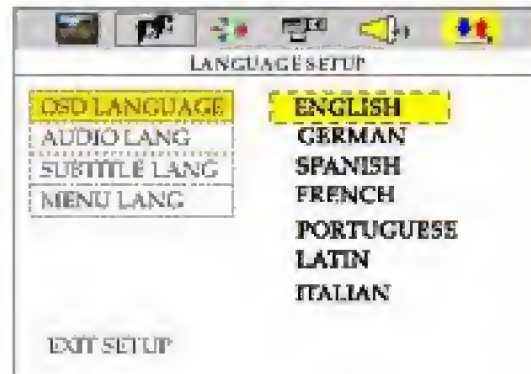 LANGUAGE SETUP
OSD LANGUAGE
AUDIO LANG
SUBTITLE LANG
MENU LANG
ENGLISH
GERMAN
SPANISH
FRENCH
PORTUGUESE
LATIN
ITALIAN
EXIT SETUP